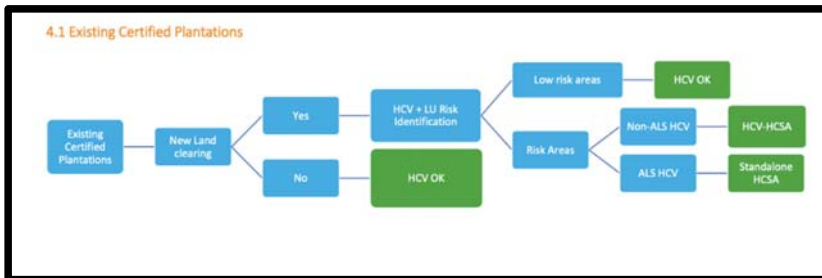 4.1 Existing Certified Plantations
Existing
Certified
Plantations
New Land
clearing
Yes
No
HCV + LU Risk
Identification
HCV OK
Low risk areas
Risk Areas
HCV OK
Non-ALS HCV
ALS HCV
HCV-HCSA
Standalone
HCSA